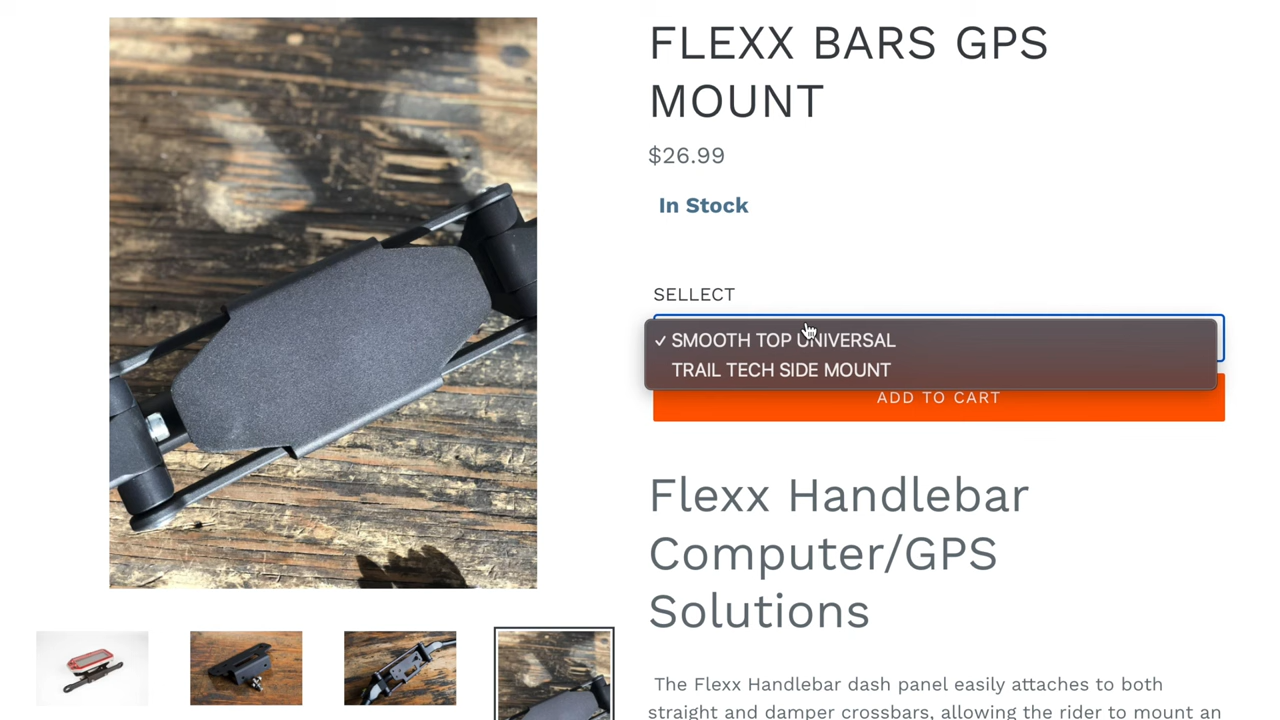 FLEXX BARS GPS
MOUNT
$26.99
In Stock
SELLECT
✓ SMOOTH TOP UNIVERSAL
TRAIL TECH SIDE MOUNT
ADD TO CART
Flexx Handlebar
Computer/GPS
Solutions
The Flexx Handlebar dash panel easily attaches to both
straight and damper crossbars, allowing the rider to mount an